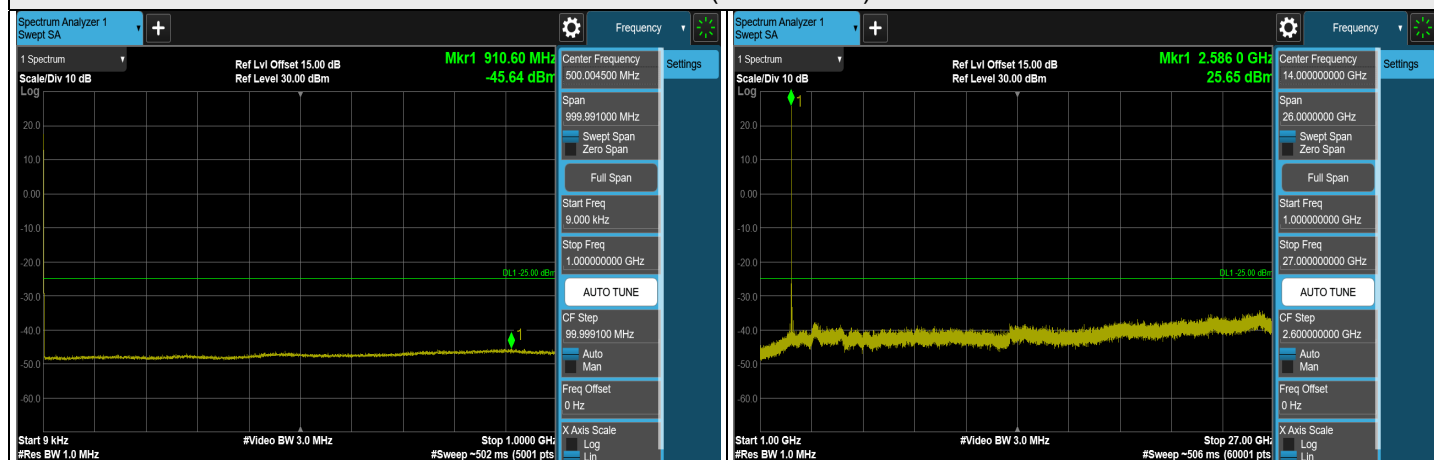 Spectrum Analyzer 1
Swept SA
+
Frequency
1 Spectrum
Scale/Div 10 dB
Log
Ref Lvl Offset 15.00 dB
Ref Level 30.00 dBm
Mkr1 910.60 MHz
-45.64 dBm
20.0
10.0
0.00
-10.0
-20.0
-30.0
-40.0
-50.0
-60.0
DL1 -25.00 dBm
1
Start 9 kHz
#Res BW 1.0 MHz
#Video BW 3.0 MHz
Stop 1.0000 GHz
#Sweep ~502 ms (5001 pts
Center Frequency
500.004500 MHz
Settings
Span
999.991000 MHz
Swept Span
Zero Span
Full Span
Start Freq
9.000 kHz
Stop Freq
1.000000000 GHz
AUTO TUNE
CF Step
99.999100 MHz
Auto
Man
Freq Offset
0 Hz
X Axis Scale
Log
Lin
Spectrum Analyzer 1
Swept SA
+
Frequency
1 Spectrum
Scale/Div 10 dB
Log
Ref Lvl Offset 15.00 dB
Ref Level 30.00 dBm
Mkr1 2.586 0 GHz
25.65 dBm
1
20.0
10.0
0.00
-10.0
-20.0
-30.0
-40.0
-50.0
-60.0
DL1 -25.00 dBm
Start 1.00 GHz
#Res BW 1.0 MHz
#Video BW 3.0 MHz
Stop 27.00 GHz
#Sweep ~506 ms (60001 pts
Center Frequency
14.00000000 GHz
Settings
Span
26.0000000 GHz
Swept Span
Zero Span
Full Span
Start Freq
1.000000000 GHz
Stop Freq
27.000000000 GHz
AUTO TUNE
CF Step
2.600000000 GHz
Auto
Man
Freq Offset
0 Hz
X Axis Scale
Log
Lin